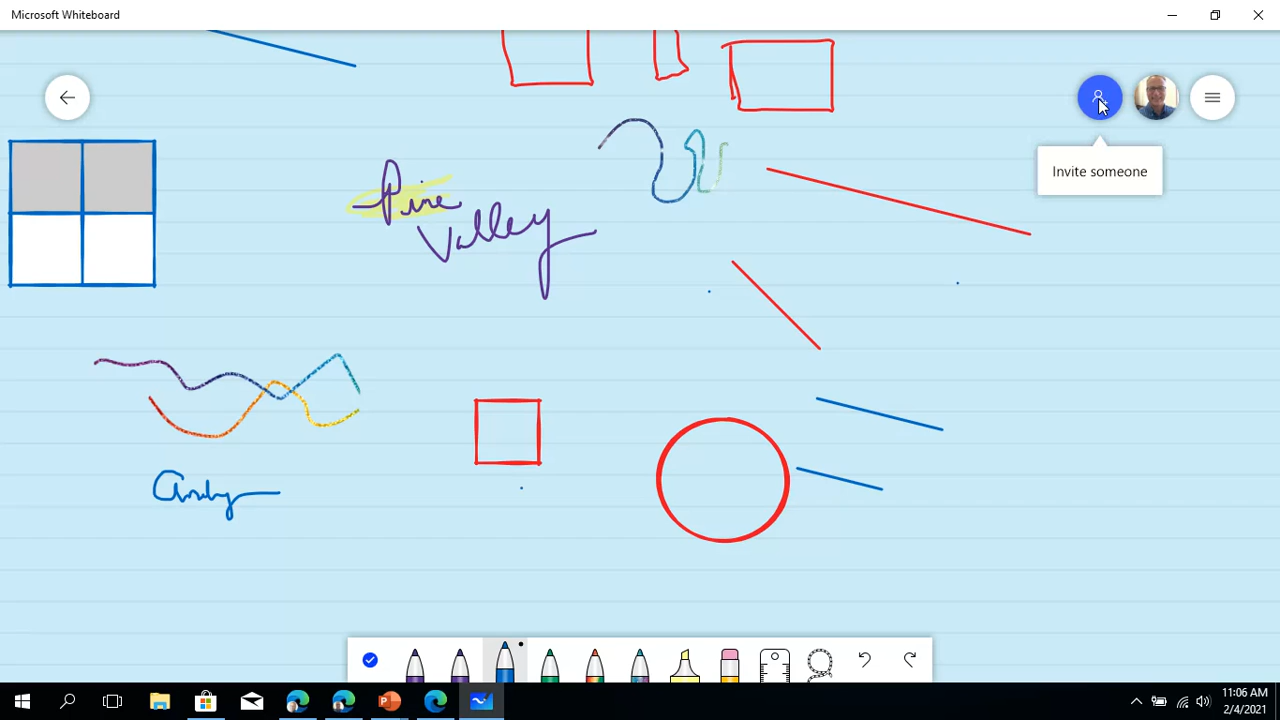 Microsoft Whiteboard
Invite someone
Pine
Valley
Andy
11:06 AM
2/4/2021